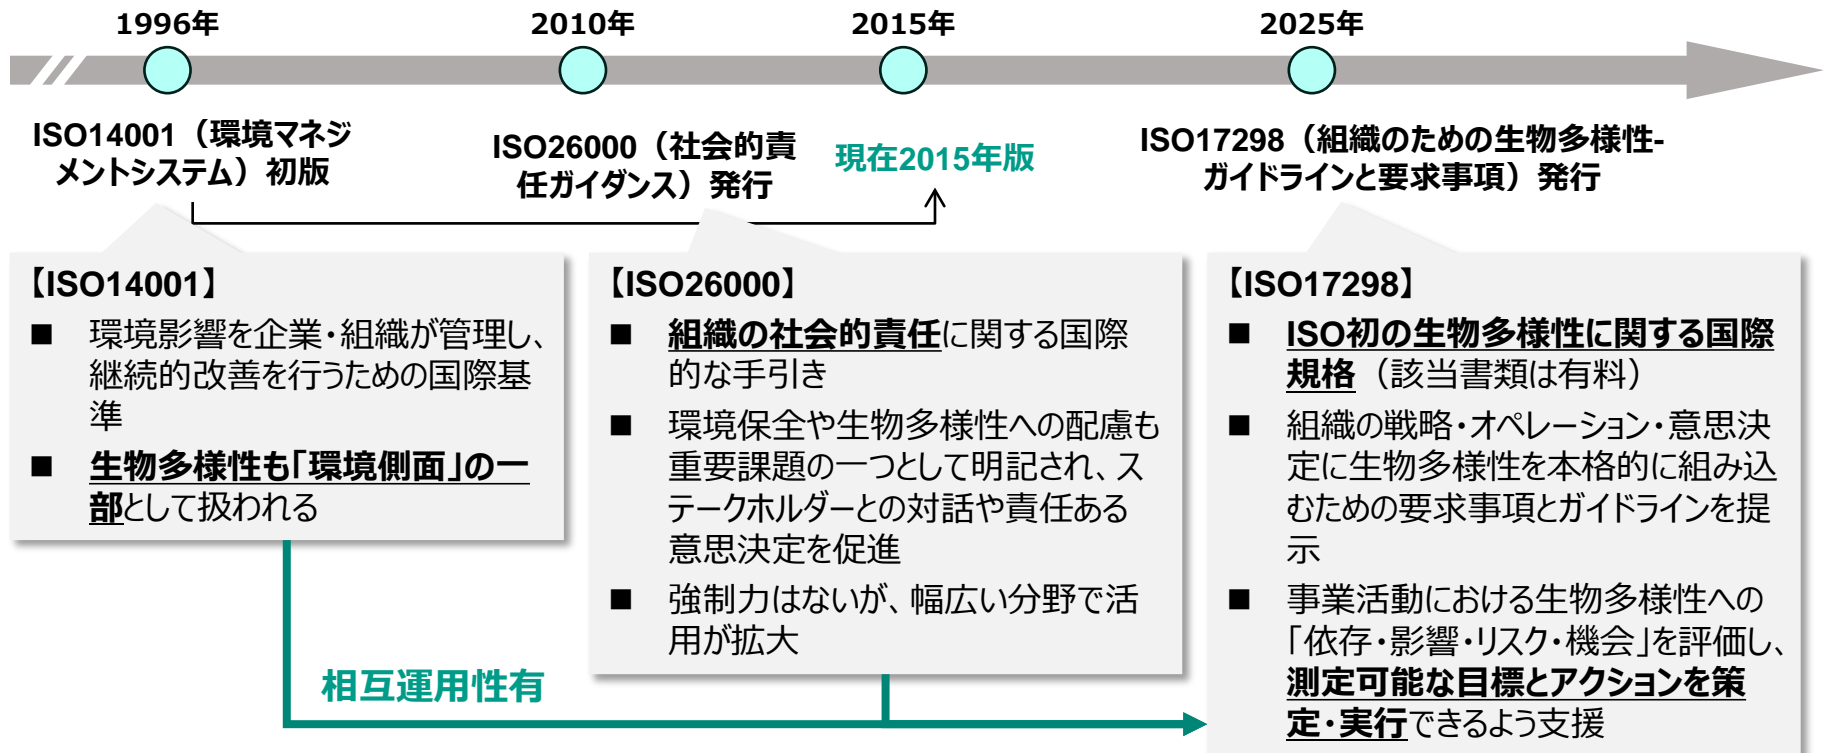 1996年
2010年
2015年
2025年
ISO14001（環境マネジ
メントシステム）初版
ISO26000（社会的責
任ガイダンス）発行
現在2015年版
ISO17298（組織のための生物多様性-
ガイドラインと要求事項）発行
【ISO14001】
■ 環境影響を企業・組織が管理し、
継続的改善を行うための国際基
準
■ 生物多様性も「環境側面」の一
部として扱われる
【ISO26000】
■ 組織の社会的責任に関する国際
的な手引き
■ 環境保全や生物多様性への配慮も
重要課題の一つとして明記され、ス
テークホルダーとの対話や責任ある
意思決定を促進
■ 強制力はないが、幅広い分野で活
用が拡大
【ISO17298】
■ ISO初の生物多様性に関する国際
規格（該当書類は有料）
■ 組織の戦略・オペレーション・意思決
定に生物多様性を本格的に組み込
むための要求事項とガイドラインを提
示
■ 事業活動における生物多様性への
「依存・影響・リスク・機会」を評価し、
測定可能な目標とアクションを策
定・実行できるよう支援
相互運用性有